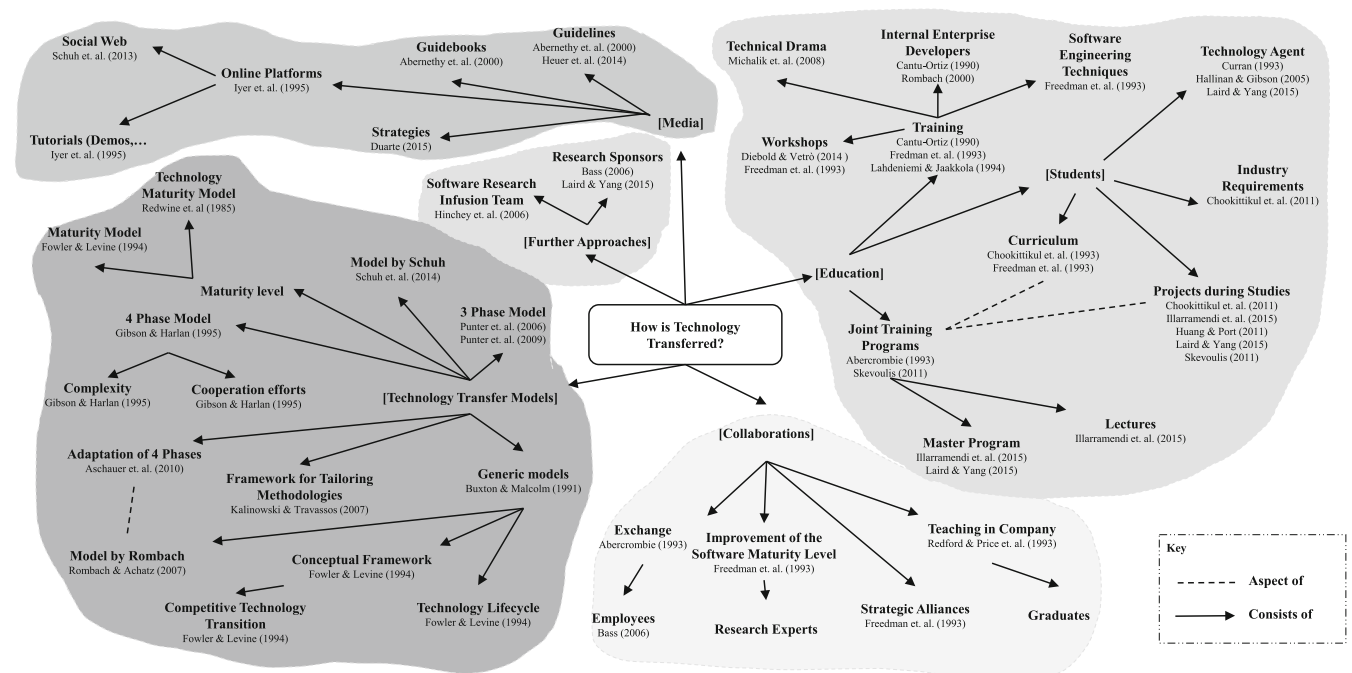 Social Web
Schuh et. al. (2013)
Online Platforms
Iyer et. al. (1995)
Tutorials (Demos,…
Iyer et. al. (1995)
Guidebooks
Abernethy et. al. (2000)
Guidelines
Abernethy et. al. (2000)
Heuer et. al. (2014)
Strategies
Duarte (2015)
[Media]
Research Sponsors
Bass (2006)
Laird & Yang (2015)
Software Research
Infusion Team
Hinchey et. al. (2006)
[Further Approaches]
Technical Drama
Michalik et. al. (2008)
Internal Enterprise
Developers
Cantu-Ortiz (1990)
Rombach (2000)
Software
Engineering
Techniques
Freedman et. al. (1993)
Technology Agent
Curran (1993)
Hallinan & Gibson (2005)
Laird & Yang (2015)
Workshops
Diebold & Vetrò (2014 )
Freedman et. al. (1993)
Training
Cantu-Ortiz (1990)
Fredman et. al. (1993)
Lahdeniemi & Jaakkola (1994)
[Students]
Industry
Requirements
Chookittikul et. al. (2011)
Curriculum
Chookittikul et. al. (1993)
Freedman et. al. (1993)
[Education]
Projects during Studies
Chookittikul et. al. (2011)
Illarramendi et. al. (2015)
Huang & Port (2011)
Laird & Yang (2015)
Skevoulis (2011)
Joint Training
Programs
Abercrombie (1993)
Skevoulis (2011)
Lectures
Illarramendi et. al. (2015)
Master Program
Illarramendi et. al. (2015)
Laird & Yang (2015)
How is Technology
Transferred?
Technology
Maturity Model
Redwine et. al (1985)
Maturity Model
Fowler & Levine (1994)
Maturity level
Model by Schuh
Schuh et. al. (2014)
4 Phase Model
Gibson & Harlan (1995)
3 Phase Model
Punter et. al. (2006)
Punter et. al. (2009)
Complexity
Gibson & Harlan (1995)
Cooperation efforts
Gibson & Harlan (1995)
[Technology Transfer Models]
Adaptation of 4 Phases
Aschauer et. al. (2010)
Framework for Tailoring
Methodologies
Kalinowski & Travassos (2007)
Generic models
Buxton & Malcolm (1991)
Model by Rombach
Rombach & Achatz (2007)
Conceptual Framework
Fowler & Levine (1994)
Competitive Technology
Transition
Fowler & Levine (1994)
Technology Lifecycle
Fowler & Levine (1994)
[Collaborations]
Exchange
Abercrombie (1993)
Improvement of the
Software Maturity Level
Freedman et. al. (1993)
Teaching in Company
Redford & Price et. al. (1993)
Employees
Bass (2006)
Research Experts
Strategic Alliances
Freedman et. al. (1993)
Graduates
Key
Aspect of
Consists of